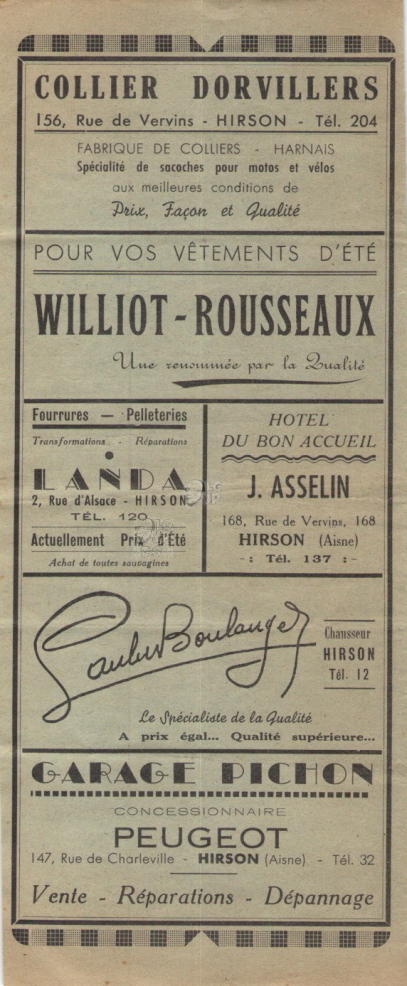 COLLIER DORVILLERS
156, Rue de Vervins - HIRSON - Tél. 204
FABRIQUE DE COLLIERS - HARNAIS
Spécialité de sacoches pour motos et vélos
aux meilleures conditions de
Prix, Façon et Qualité
POUR VOS VÊTEMENTS D'ÉTÉ
WILLIOT - ROUSSEAUX
Une renommée par la Qualité
Fourrures — Pelleteries
Transformations - Réparations
LANDA
2, Rue d'Alsace - HIRSON
TÉL. 120
Actuellement Prix d'Été
Achat de toutes sauvagines
HOTEL
DU BON ACCUEIL
J. ASSELIN
168, Rue de Vervins, 168
HIRSON (Aisne)
- : Tél. 137 : -
Paulus Boulanger
Chausseur
HIRSON
Tél. 12
Le Spécialiste de la Qualité
A prix égal... Qualité supérieure...
GARAGE PICHON
CONCESSIONNAIRE
PEUGEOT
147, Rue de Charleville - HIRSON (Aisne) - Tél. 32
Vente - Réparations - Dépannage